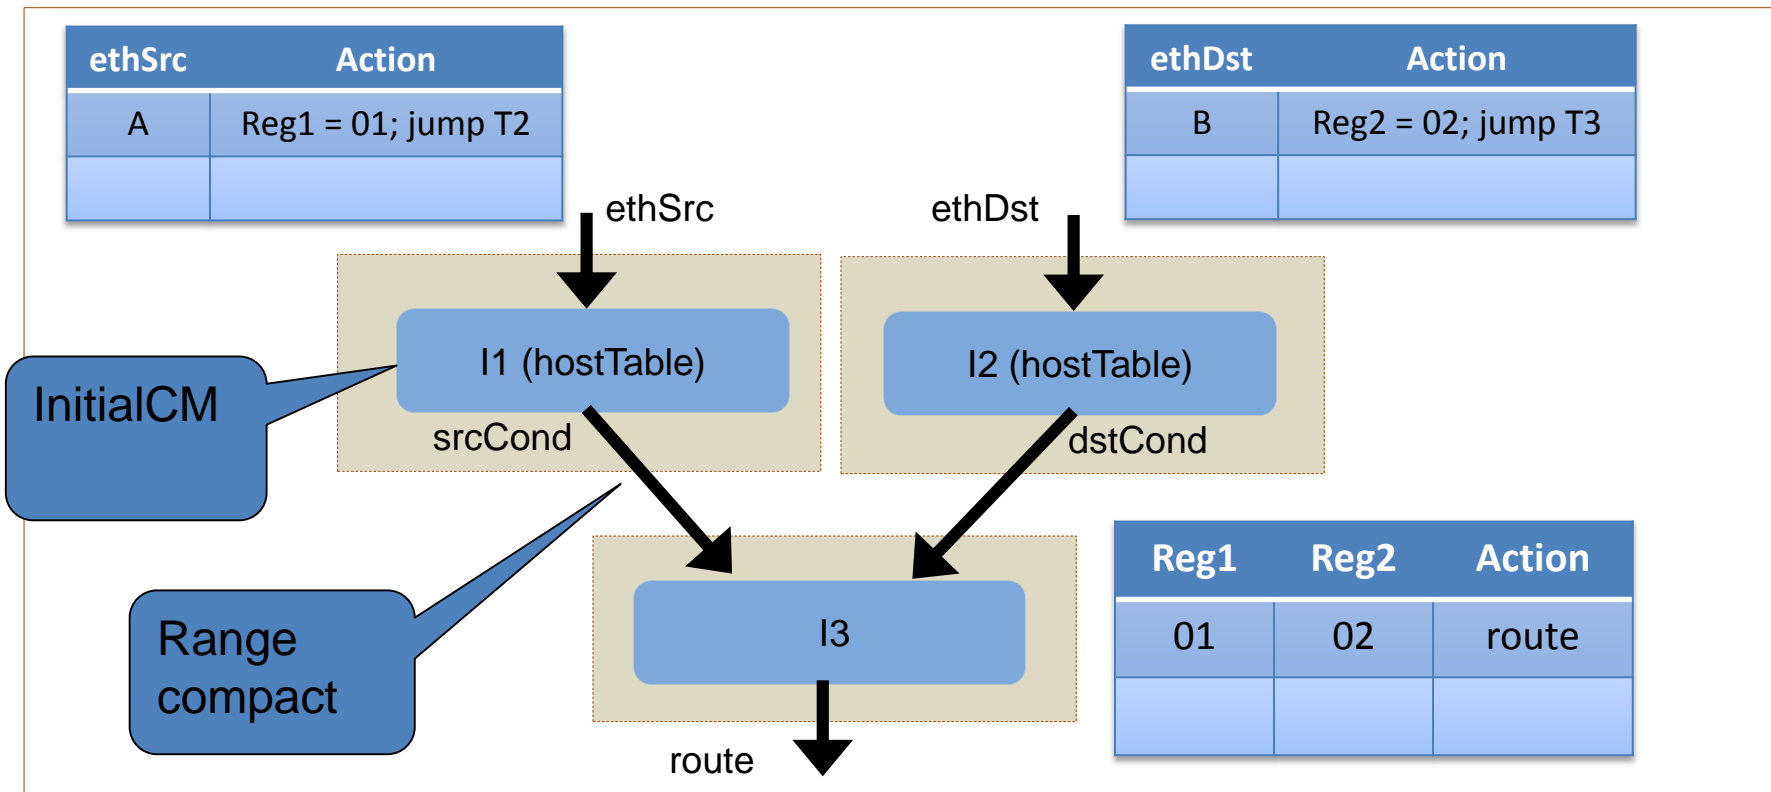 ethSrc Action
A Reg1 = 01; jump T2
ethDst Action
B Reg2 = 02; jump T3
ethSrc
ethDst
I1 (hostTable)
I2 (hostTable)
InitialCM
srcCond
dstCond
Range
compact
I3
Reg1 Reg2 Action
01 02 route
route